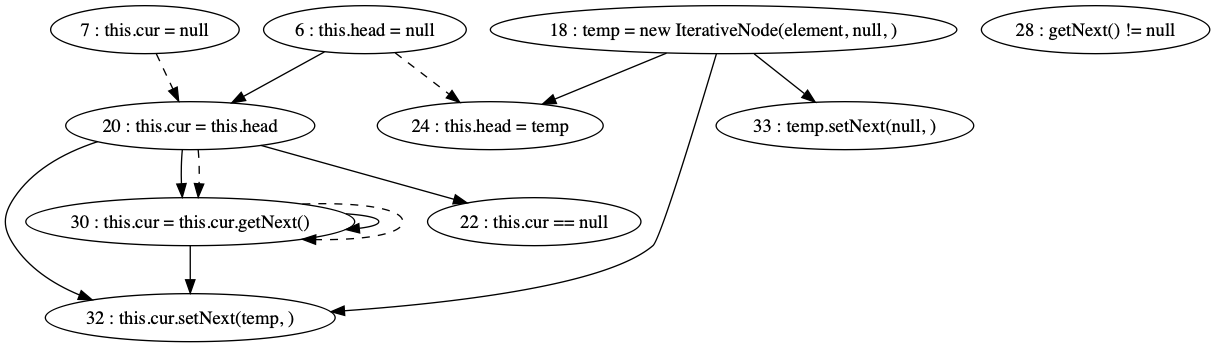 7 : this.cur = null
6 : this.head = null
18 : temp = new IterativeNode(element, null, )
28 : getNext() != null
20 : this.cur = this.head
24 : this.head = temp
33 : temp.setNext(null, )
30 : this.cur = this.cur.getNext()
22 : this.cur == null
32 : this.cur.setNext(temp, )